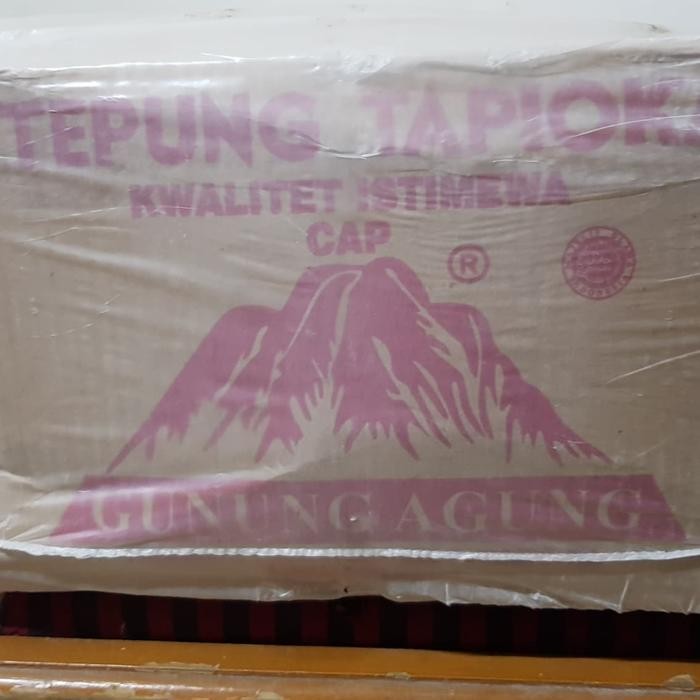 TEPUNG TAPIOKA
KWALITET ISTIMEWA
CAP
®
GUNUNG AGUNG